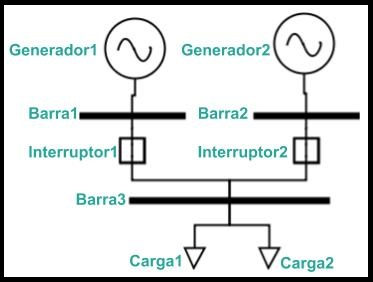 Generador1
Generador2
Barra1
Barra2
Interruptor1
Interruptor2
Barra3
Carga1
Carga2